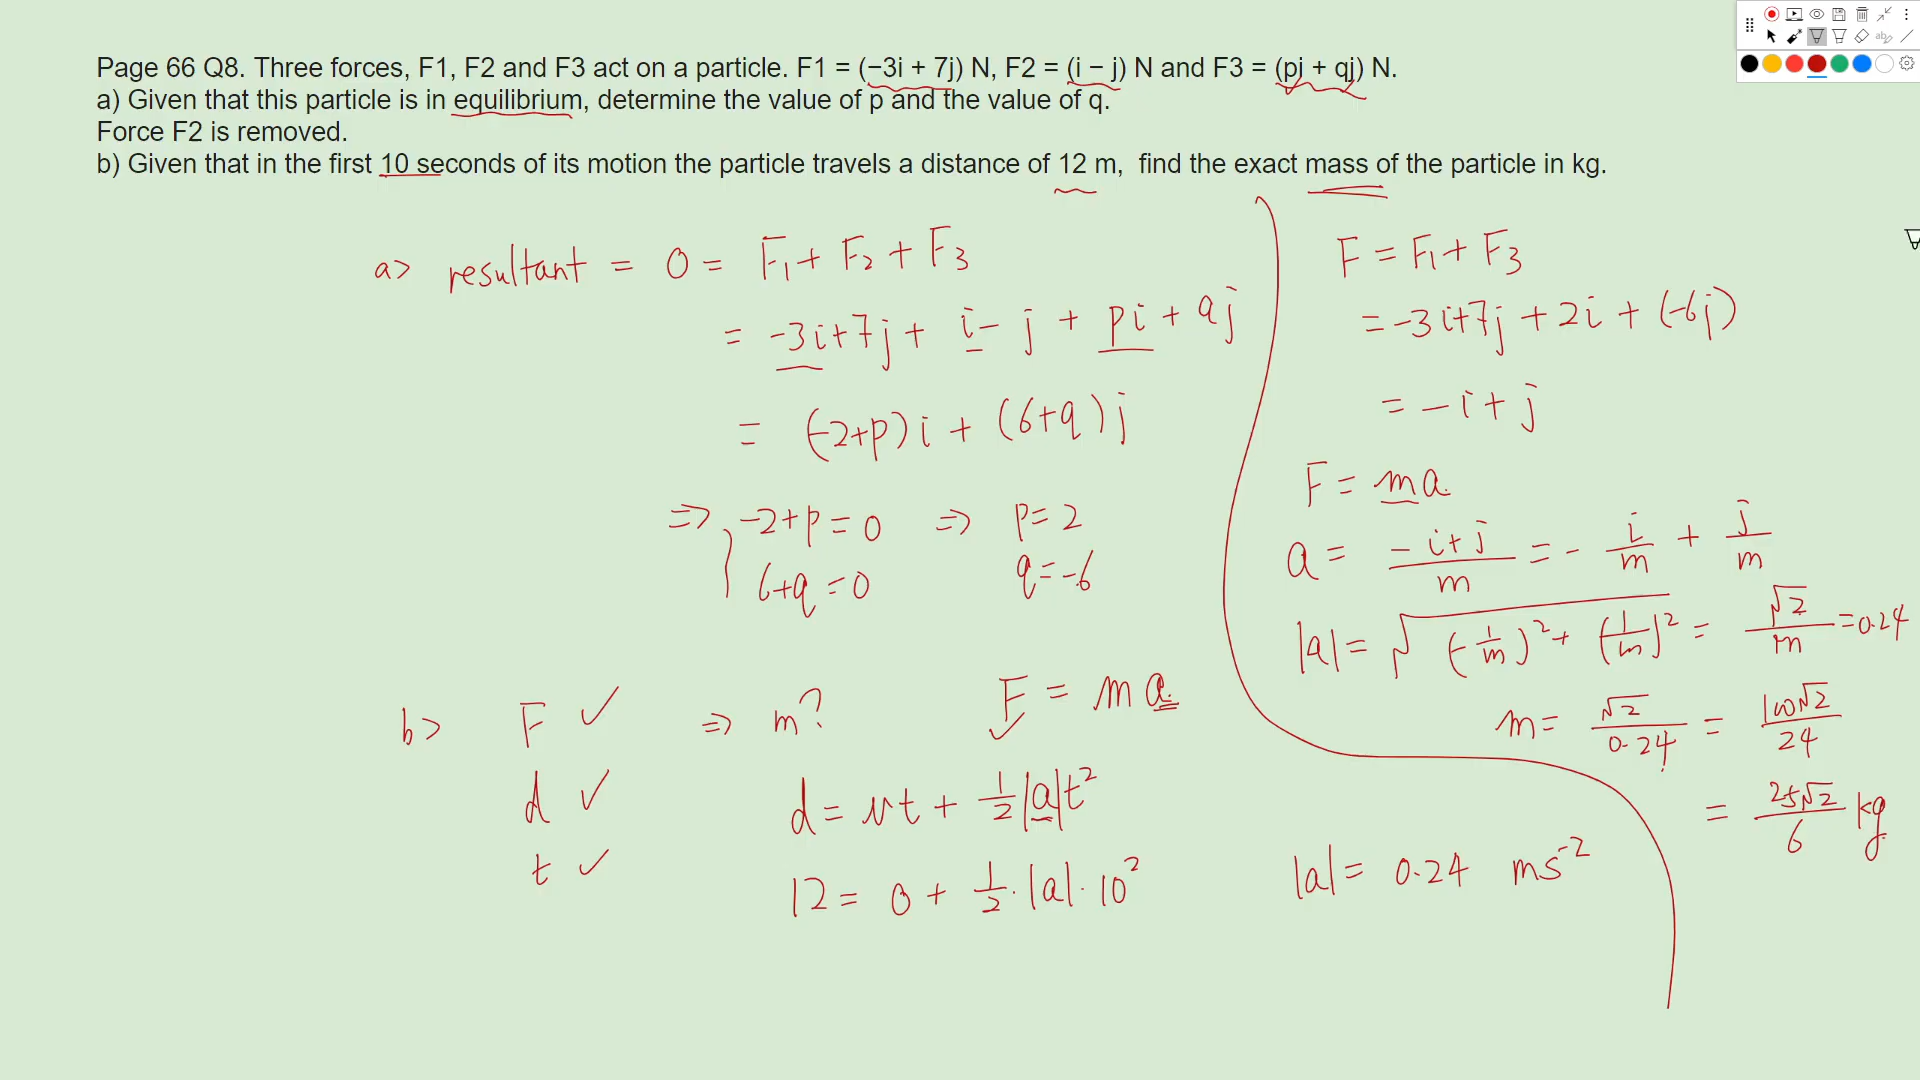 Page 66 Q8. Three forces, F1, F2 and F3 act on a particle. F1 = (−3i + 7j) N, F2 = (i − j) N and F3 = (pj + qj) N.
a) Given that this particle is in equilibrium, determine the value of p and the value of q.
Force F2 is removed.
b) Given that in the first 10 seconds of its motion the particle travels a distance of 12 m, find the exact mass of the particle in kg.
a> resultant = 0 = F₁ + F₂ + F₃
= -3i+7j + i - j + pi + qj
= (-2+p)i + (6+q)j
=> -2+p = 0 => p = 2
6+q = 0 q = -6
b> F ✓ => m? F = ma
d ✓ d = ut + 1/2 |a|t²
t ✓ 12 = 0 + 1/2 · |a| · 10² |a| = 0.24 ms⁻²
F = F₁ + F₃
= -3i+7j + 2i + (-6j)
= -i + j
F = ma.
a = (-i+j)/m = - i/m + j/m
|a| = √((-1/m)² + (1/m)²) = √2/m = 0.24
m = √2/0.24 = 100√2/24
= 25√2/6 kg
ab